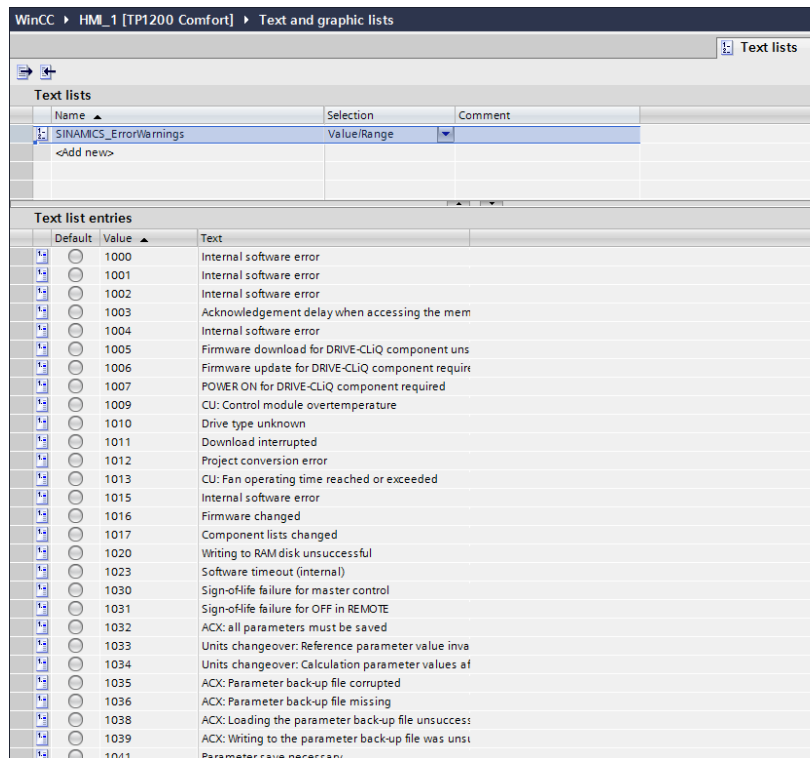 WinCC ▸ HMI_1 [TP1200 Comfort] ▸ Text and graphic lists
Text lists
Text lists
Name Selection Comment
SINAMICS_ErrorWarnings Value/Range
<Add new>
Text list entries
Default Value Text
1000 Internal software error
1001 Internal software error
1002 Internal software error
1003 Acknowledgement delay when accessing the mem
1004 Internal software error
1005 Firmware download for DRIVE-CLiQ component uns
1006 Firmware update for DRIVE-CLiQ component require
1007 POWER ON for DRIVE-CLiQ component required
1009 CU: Control module overtemperature
1010 Drive type unknown
1011 Download interrupted
1012 Project conversion error
1013 CU: Fan operating time reached or exceeded
1015 Internal software error
1016 Firmware changed
1017 Component lists changed
1020 Writing to RAM disk unsuccessful
1023 Software timeout (internal)
1030 Sign-of-life failure for master control
1031 Sign-of-life failure for OFF in REMOTE
1032 ACX: all parameters must be saved
1033 Units changeover: Reference parameter value inva
1034 Units changeover: Calculation parameter values af
1035 ACX: Parameter back-up file corrupted
1036 ACX: Parameter back-up file missing
1038 ACX: Loading the parameter back-up file unsuccess
1039 ACX: Writing to the parameter back-up file was unsu
1041 Parameter save necessary